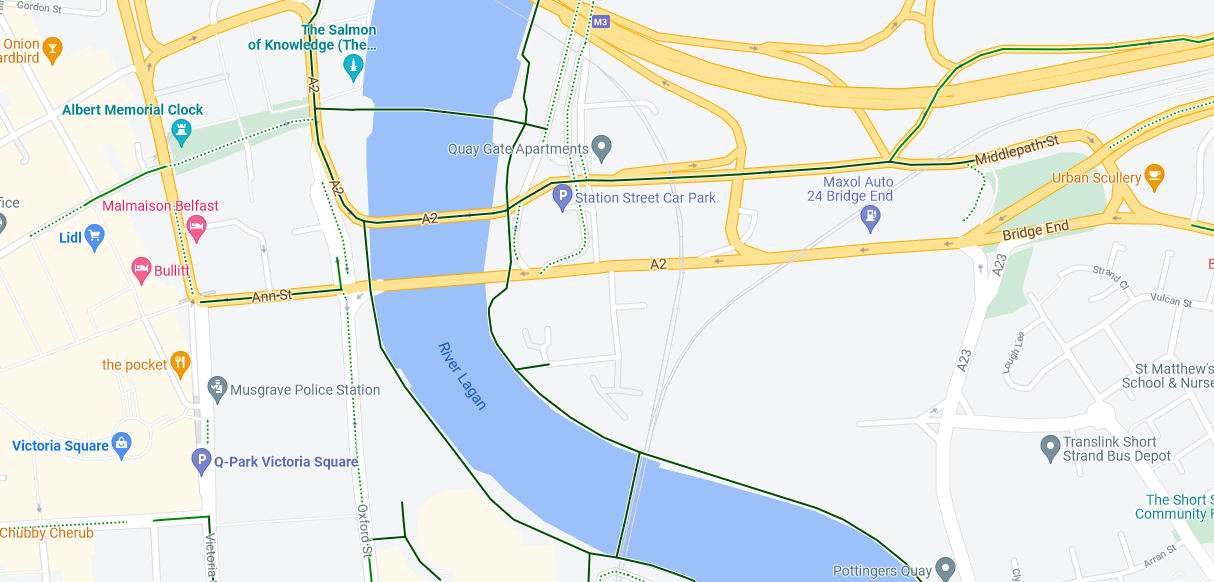 Gordon St
The Salmon
of Knowledge (The...
M3
Onion
ardbird
A2
Albert Memorial Clock
Quay Gate Apartments
Middlepath St
Urban Scullery
A2
Maxol Auto
24 Bridge End
Station Street Car Park
ffice
Malmaison Belfast
A2
Lidl
Bridge End
Bullitt
A2
A23
Strand Cl
Ann St
Vulcan St
B
River Lagan
Lough Lea
A23
the pocket
St Matthew's
School & Nurse
Musgrave Police Station
Victoria Square
Translink Short
Strand Bus Depot
Q-Park Victoria Square
The Short S
Community F
Oxford St
Chubby Cherub
Victoria
Arran St
Pottingers Quay